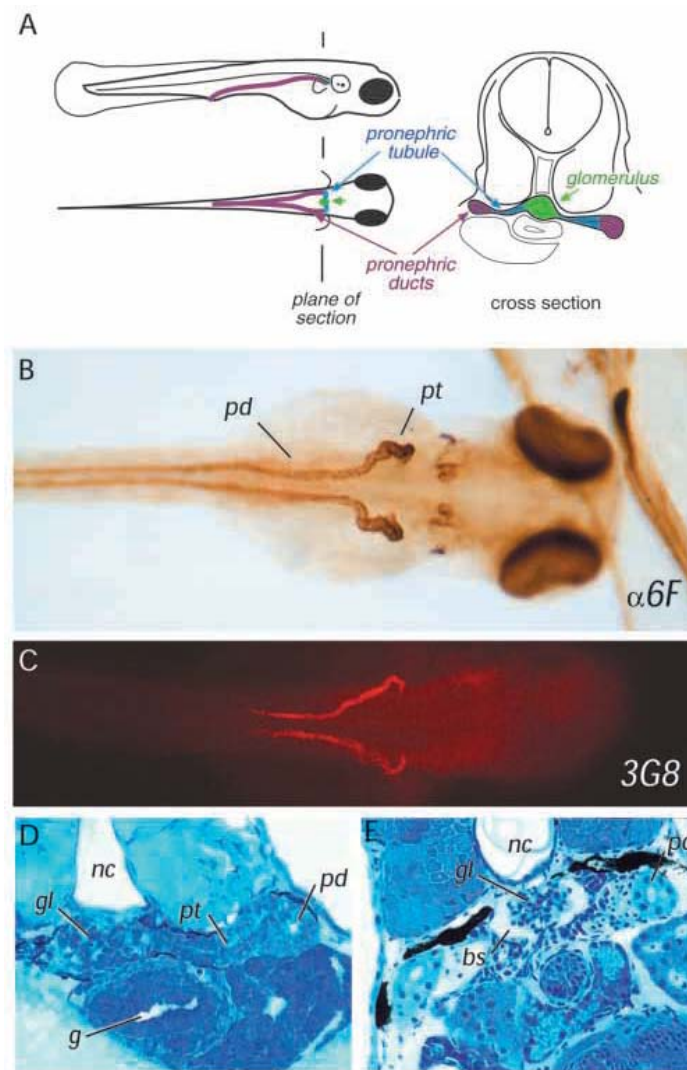 A
pronephric
tubule
glomerulus
pronephric
ducts
plane of
section
cross section
B
pd
pt
α6F
C
3G8
D
nc
gl
pt
pd
g
E
nc
gl
bs